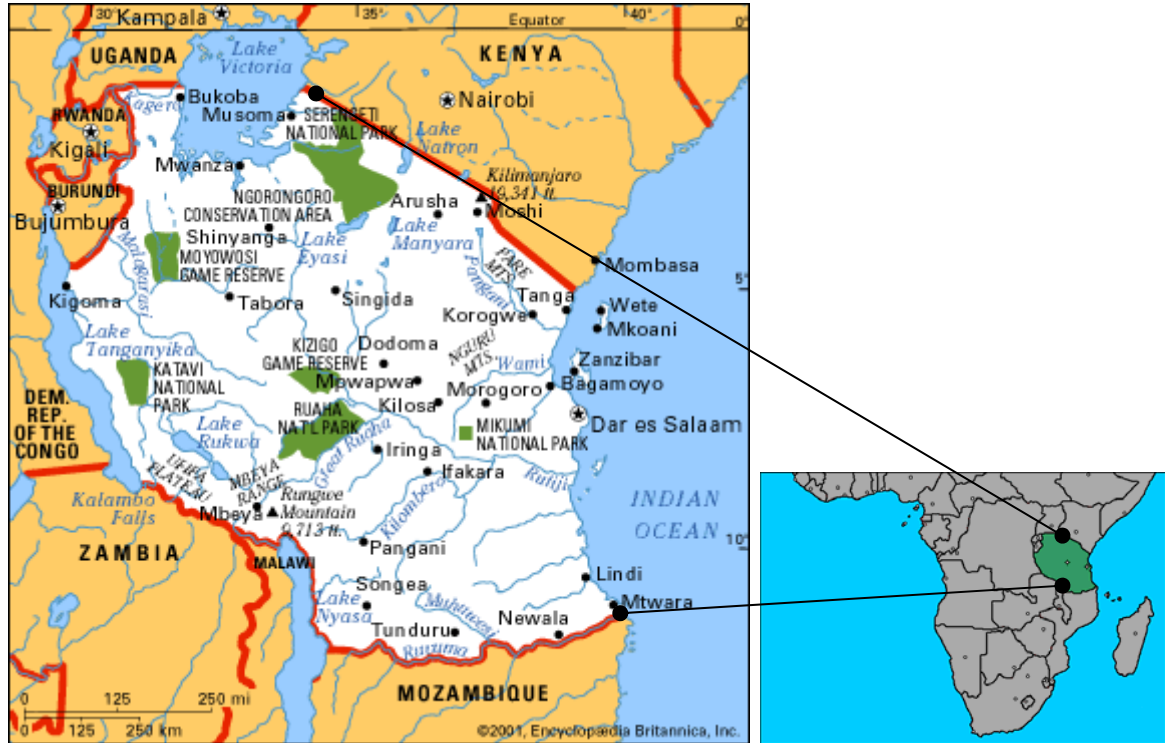 30°
35°
Equator
40°
0°
Kampala
UGANDA
Lake
Victoria
KENYA
Kagera
Bukoba
Nairobi
Musoma
SERENGETI
NATIONAL PARK
RWANDA
Kigali
Lake
Natron
Mwanza
Kilimanjaro
19,341 ft.
BURUNDI
Bujumbura
NGORONGORO
CONSERVATION AREA
Arusha
Moshi
Lake
Manyara
Shinyanga
Lake
Eyasi
MOYOWOSI
GAME RESERVE
Malagarasi
PARE
MTS.
Pangani
Mombasa
5°
Kigoma
Tabora
Singida
Tanga
Korogwe
Wete
Mkoani
Lake
Tanganyika
KIZIGO
GAME RESERVE
Dodoma
NGURU
MTS.
Wami
Zanzibar
KATAVI
NATIONAL
PARK
Mpwapwa
Morogoro
Bagamoyo
DEM.
REP.
OF THE
CONGO
RUAHA
NAT'L PARK
Kilosa
Dar es Salaam
MIKUMI
NATIONAL PARK
Lake
Rukwa
Great Ruaha
Iringa
Ifakara
Rufiji
UFIPA
PLATEAU
MBEYA
RANGE
Kalambo
Falls
Mbeya
Rungwe
Mountain
9,713 ft.
Kilombero
INDIAN
OCEAN
10°
ZAMBIA
MALAWI
Pangani
Lindi
Songea
Lake
Nyasa
Muhuwesi
Mtwara
Newala
Tunduru
Ruvuma
MOZAMBIQUE
0 125 250 mi
0 125 250 km
©2001, Encyclopædia Britannica, Inc.